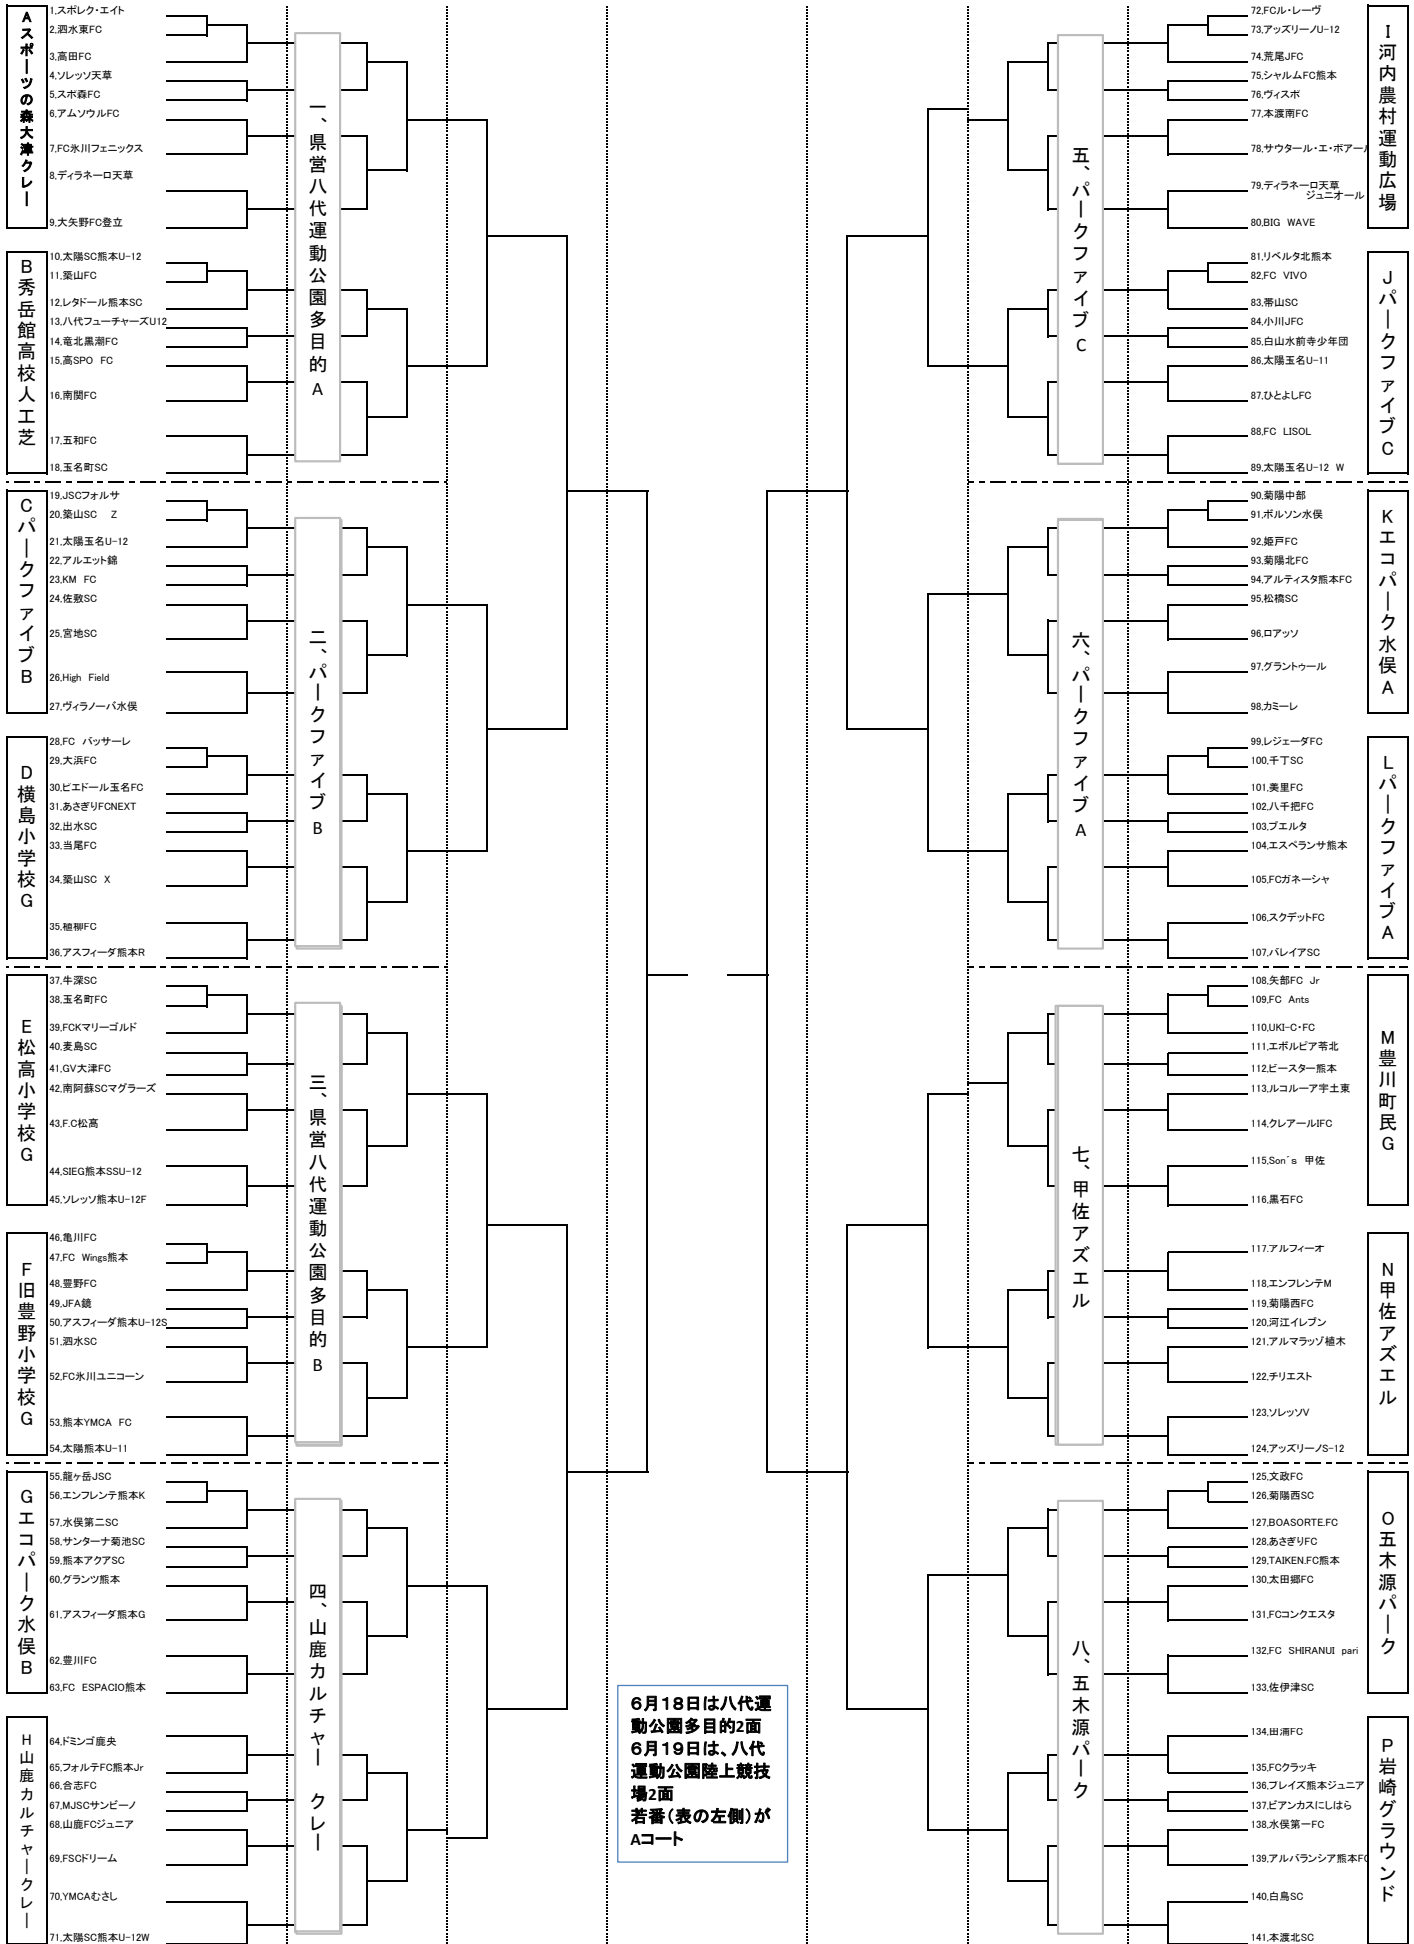 Aスポーツの森大津クレー
1,スポレク・エイト
2,泗水東FC
3,高田FC
4,ソレッソ天草
5,スポ森FC
6,アムソウルFC
7,FC氷川フェニックス
8,ディラネーロ天草
9,大矢野FC登立
B秀岳館高校人工芝
10,太陽SC熊本U-12
11,築山FC
12,レタドール熊本SC
13,八代フューチャーズU12
14,竜北黒潮FC
15,高SPO FC
16,南関FC
17,五和FC
18,玉名町SC
一、県営八代運動公園多目的A
CパークファイブB
19,JSCフォルサ
20,築山SC Z
21,太陽玉名U-12
22,アルエット錦
23,KM FC
24,佐敷SC
25,宮地SC
26,High Field
27,ヴィラノーバ水俣
D横島小学校G
28,FC バッサーレ
29,大浜FC
30,ピエドール玉名FC
31,あさぎりFCNEXT
32,出水SC
33,当尾FC
34,築山SC X
35,植柳FC
36,アスフィーダ熊本R
二、パークファイブB
E松高小学校G
37,牛深SC
38,玉名町FC
39,FCKマリーゴールド
40,麦島SC
41,GV大津FC
42,南阿蘇SCマグラーズ
43,F.C松高
44,SIEG熊本SSU-12
45,ソレッソ熊本U-12F
F旧豊野小学校G
46,亀川FC
47,FC Wings熊本
48,豊野FC
49,JFA鏡
50,アスフィーダ熊本U-12S
51,泗水SC
52,FC氷川ユニコーン
53,熊本YMCA FC
54,太陽熊本U-11
三、県営八代運動公園多目的B
Gエコパーク水俣B
55,龍ヶ岳JSC
56,エンフレンテ熊本K
57,水俣第二SC
58,サンターナ菊池SC
59,熊本アクアSC
60,グランツ熊本
61,アスフィーダ熊本G
62,豊川FC
63,FC ESPACIO熊本
H山鹿カルチャークレー
64,ドミンゴ鹿央
65,フォルテFC熊本Jr
66,合志FC
67,MJSCサンビーノ
68,山鹿FCジュニア
69,FSCドリーム
70,YMCAむさし
71,太陽SC熊本U-12W
四、山鹿カルチャー クレー
6月18日は八代運
動公園多目的2面
6月19日は、八代
運動公園陸上競技
場2面
若番(表の左側)が
Aコート
I河内農村運動広場
72,FCル・レーヴ
73,アッズリーノU-12
74,荒尾JFC
75,シャルムFC熊本
76,ヴィスポ
77,本渡南FC
78,サウタール・エ・ボアール
79,ディラネーロ天草
ジュニオール
80,BIG WAVE
Jパークファイブ C
81,リベルタ北熊本
82,FC VIVO
83,帯山SC
84,小川JFC
85,白山水前寺少年団
86,太陽玉名U-11
87,ひとよしFC
88,FC LISOL
89,太陽玉名U-12 W
五、パークファイブC
Kエコパーク水俣A
90,菊陽中部
91,ボルソン水俣
92,姫戸FC
93,菊陽北FC
94,アルティスタ熊本FC
95,松橋SC
96,ロアッソ
97,グラントゥール
98,カミーレ
LパークファイブA
99,レジェーダFC
100,千丁SC
101,美里FC
102,八千把FC
103,ブエルタ
104,エスペランサ熊本
105,FCガネーシャ
106,スクデットFC
107,バレイアSC
六、パークファイブA
M豊川町民G
108,矢部FC Jr
109,FC Ants
110,UKI-C・FC
111,エボルビア苓北
112,ビースター熊本
113,ルコルーア宇土東
114,クレアールIFC
115,Son´s 甲佐
116,黒石FC
N甲佐アズエル
117,アルフィーオ
118,エンフレンテM
119,菊陽西FC
120,河江イレブン
121,アルマラッゾ植木
122,チリエスト
123,ソレッソV
124,アッズリーノS-12
七、甲佐アズエル
O五木源パーク
125,文政FC
126,菊陽西SC
127,BOASORTE.FC
128,あさぎりFC
129,TAIKEN.FC熊本
130,太田郷FC
131,FCコンクエスタ
132,FC SHIRANUI pari
133,佐伊津SC
P岩崎グラウンド
134,田浦FC
135,FCクラッキ
136,ブレイズ熊本ジュニア
137,ビアンカスにしはら
138,水俣第一FC
139,アルバランシア熊本FC
140,白鳥SC
141,本渡北SC
八、五木源パーク